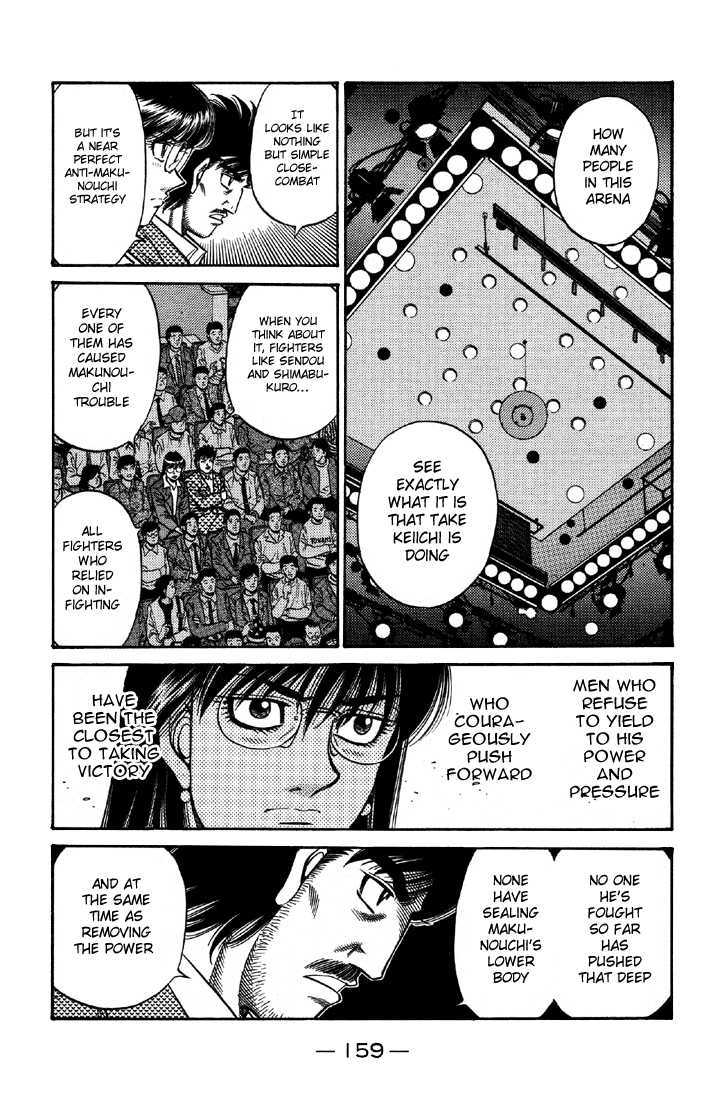 HOW
MANY
PEOPLE
IN THIS
ARENA
SEE
EXACTLY
WHAT IT IS
THAT TAKE
KEIICHI IS
DOING
IT
LOOKS LIKE
NOTHING
BUT SIMPLE
CLOSE-
COMBAT
BUT IT'S
A NEAR
PERFECT
ANTI-MAKU-
NOUCHI
STRATEGY
WHEN YOU
THINK ABOUT
IT, FIGHTERS
LIKE SENDOU
AND SHIMABU-
KURO...
EVERY
ONE OF
THEM HAS
CAUSED
MAKUNOU-
CHI
TROUBLE
ALL
FIGHTERS
WHO
RELIED
ON IN-
FIGHTING
MEN WHO
REFUSE
TO YIELD
TO HIS
POWER
AND
PRESSURE
WHO
COURA-
GEOUSLY
PUSH
FORWARD
HAVE
BEEN THE
CLOSEST
TO TAKING
VICTORY
NO ONE
HE'S
FOUGHT
SO FAR
HAS
PUSHED
THAT DEEP
NONE
HAVE
SEALING
MAKU-
NOUCHI'S
LOWER
BODY
AND AT
THE SAME
TIME AS
REMOVING
THE POWER
— 159 —